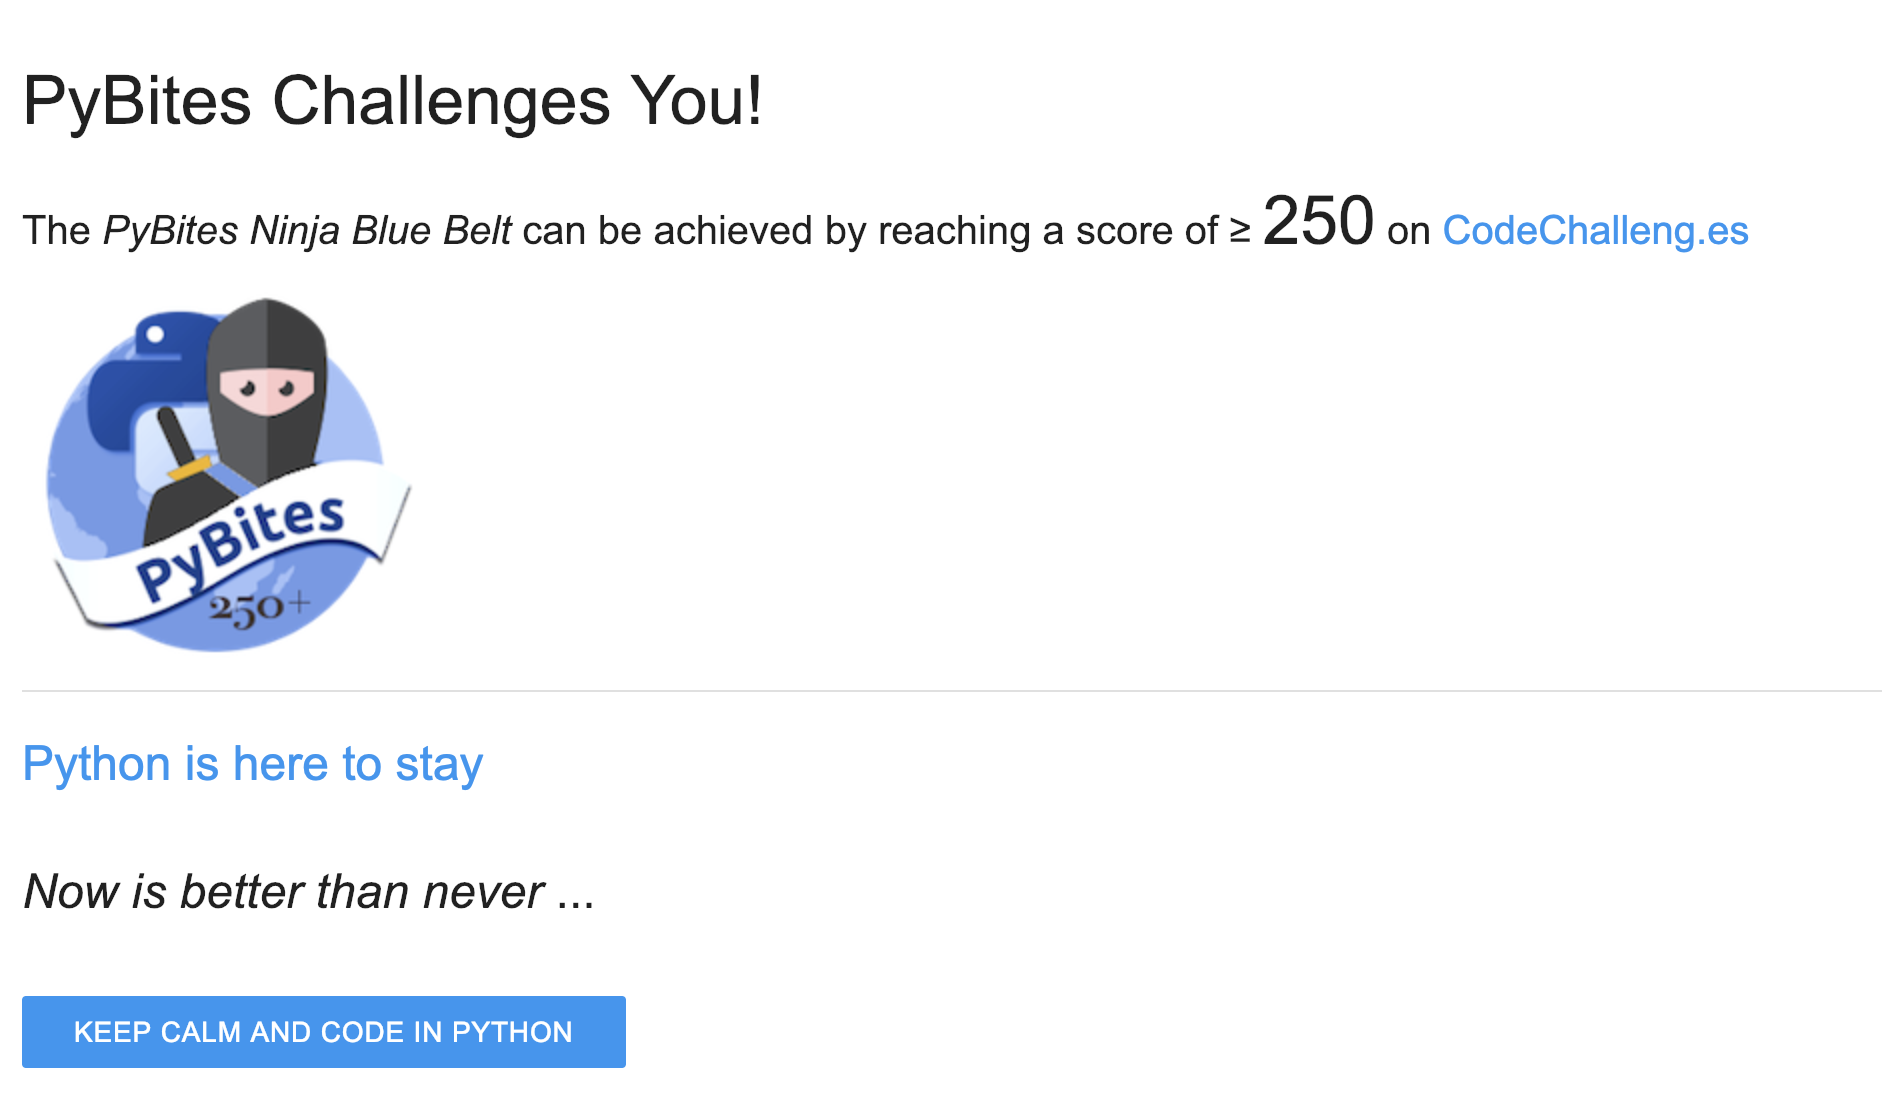 PyBites Challenges You!
The PyBites Ninja Blue Belt can be achieved by reaching a score of ≥ 250 on CodeChalleng.es
PyBites
250+
Python is here to stay
Now is better than never ...
KEEP CALM AND CODE IN PYTHON